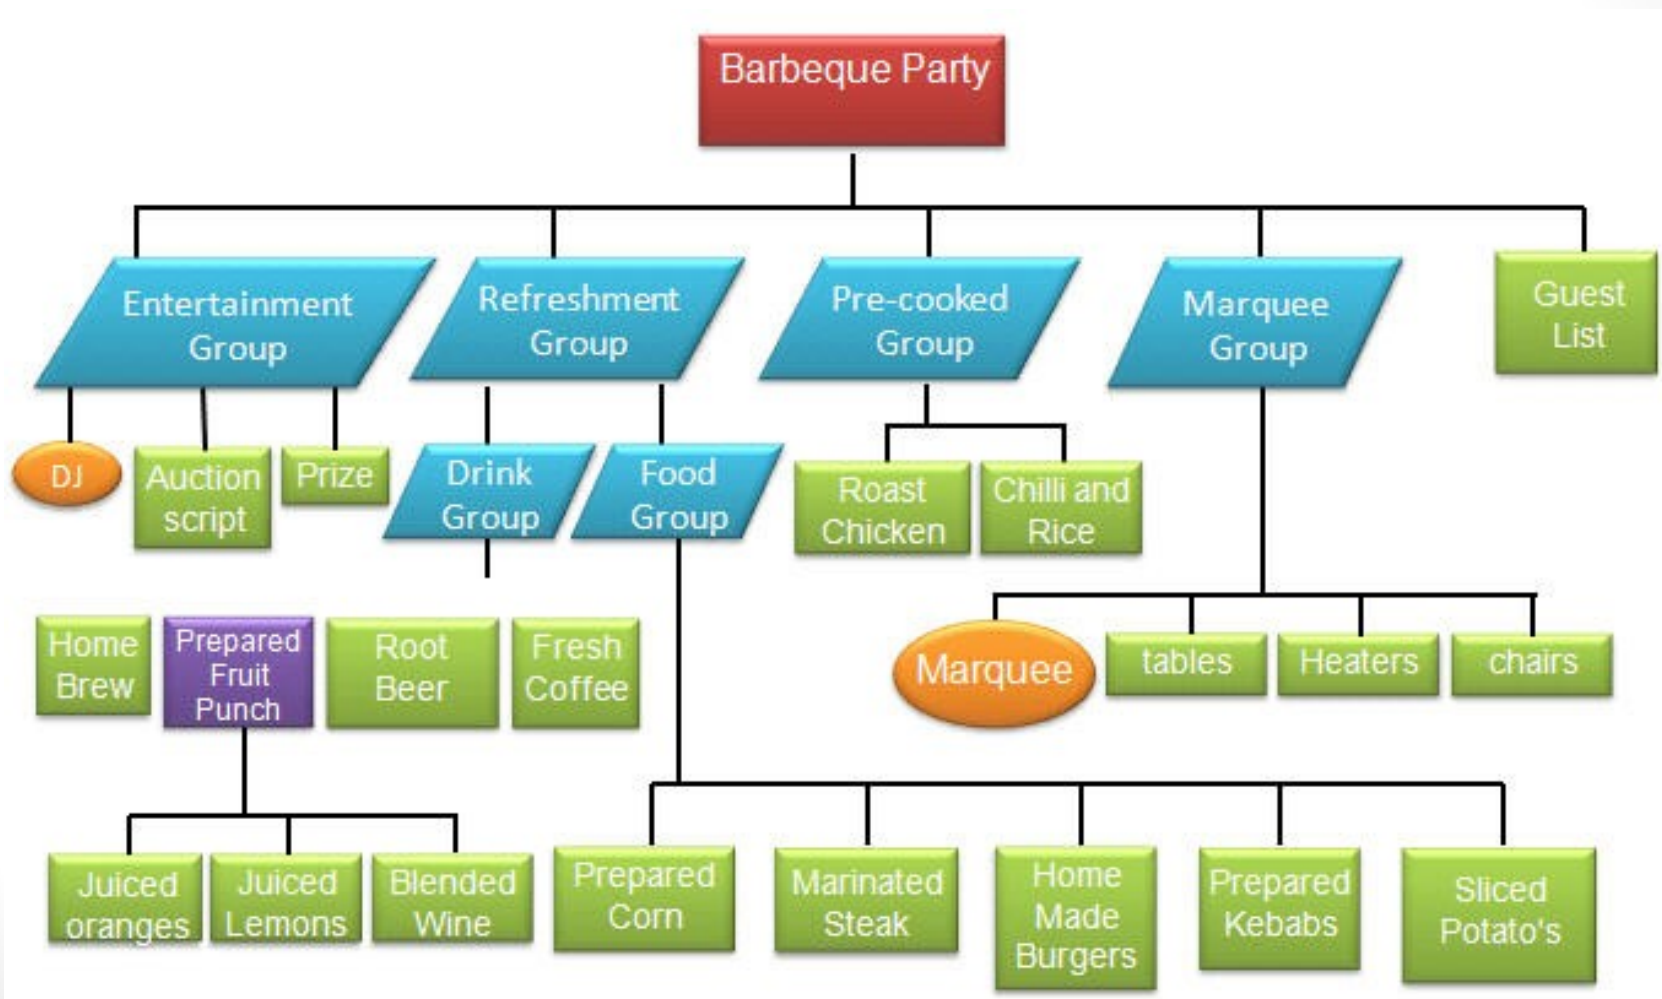 Barbeque Party
Entertainment
Group
Refreshment
Group
Pre-cooked
Group
Marquee
Group
Guest
List
DJ
Auction
script
Prize
Drink
Group
Food
Group
Roast
Chicken
Chilli and
Rice
Home
Brew
Prepared
Fruit
Punch
Root
Beer
Fresh
Coffee
Marquee
tables
Heaters
chairs
Juiced
oranges
Juiced
Lemons
Blended
Wine
Prepared
Corn
Marinated
Steak
Home
Made
Burgers
Prepared
Kebabs
Sliced
Potato's